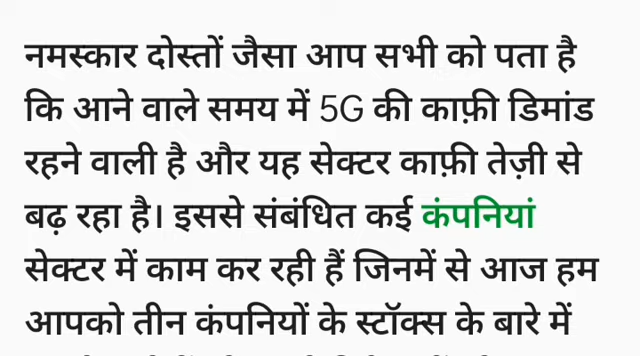 नमस्कार दोस्तों जैसा आप सभी को पता है
कि आने वाले समय में 5G की काफ़ी डिमांड
रहने वाली है और यह सेक्टर काफ़ी तेज़ी से
बढ़ रहा है। इससे संबंधित कई कंपनियां
सेक्टर में काम कर रही हैं जिनमें से आज हम
आपको तीन कंपनियों के स्टॉक्स के बारे में